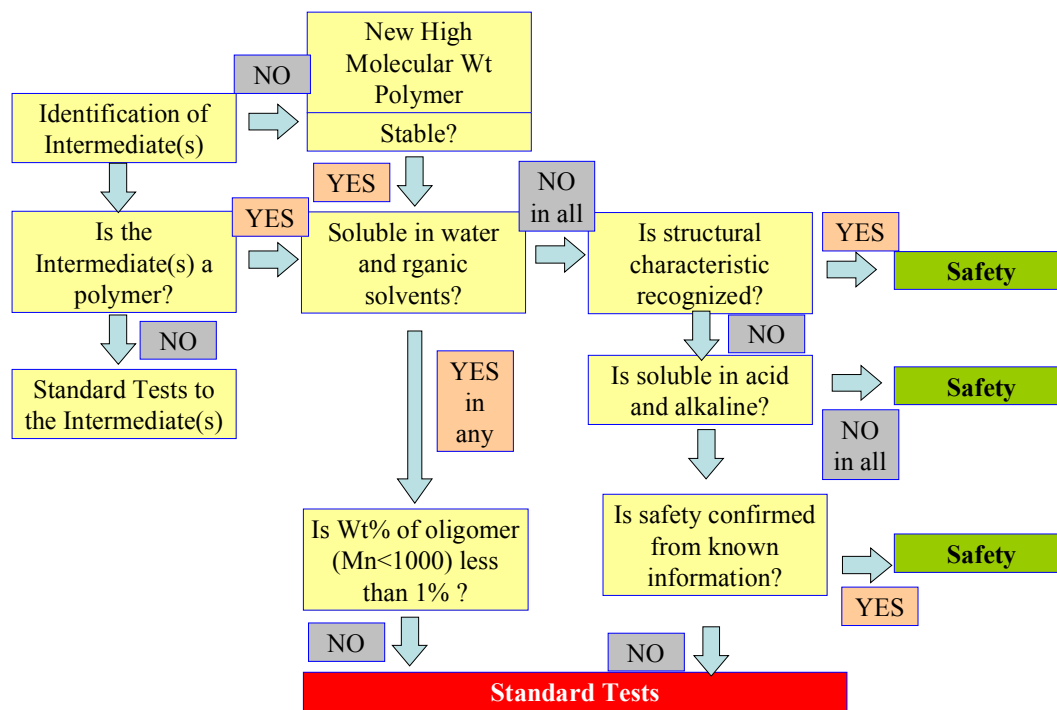 New High
Molecular Wt
Polymer
Stable?
NO
Identification of
Intermediate(s)
YES
NO
in all
Is the
Intermediate(s) a
polymer?
YES
Soluble in water
and rganic
solvents?
Is structural
characteristic
recognized?
YES
Safety
NO
Standard Tests to
the Intermediate(s)
YES
in
any
NO
Is soluble in acid
and alkaline?
Safety
NO
in all
Is Wt% of oligomer
(Mn<1000) less
than 1% ?
Is safety confirmed
from known
information?
Safety
YES
NO
NO
Standard Tests